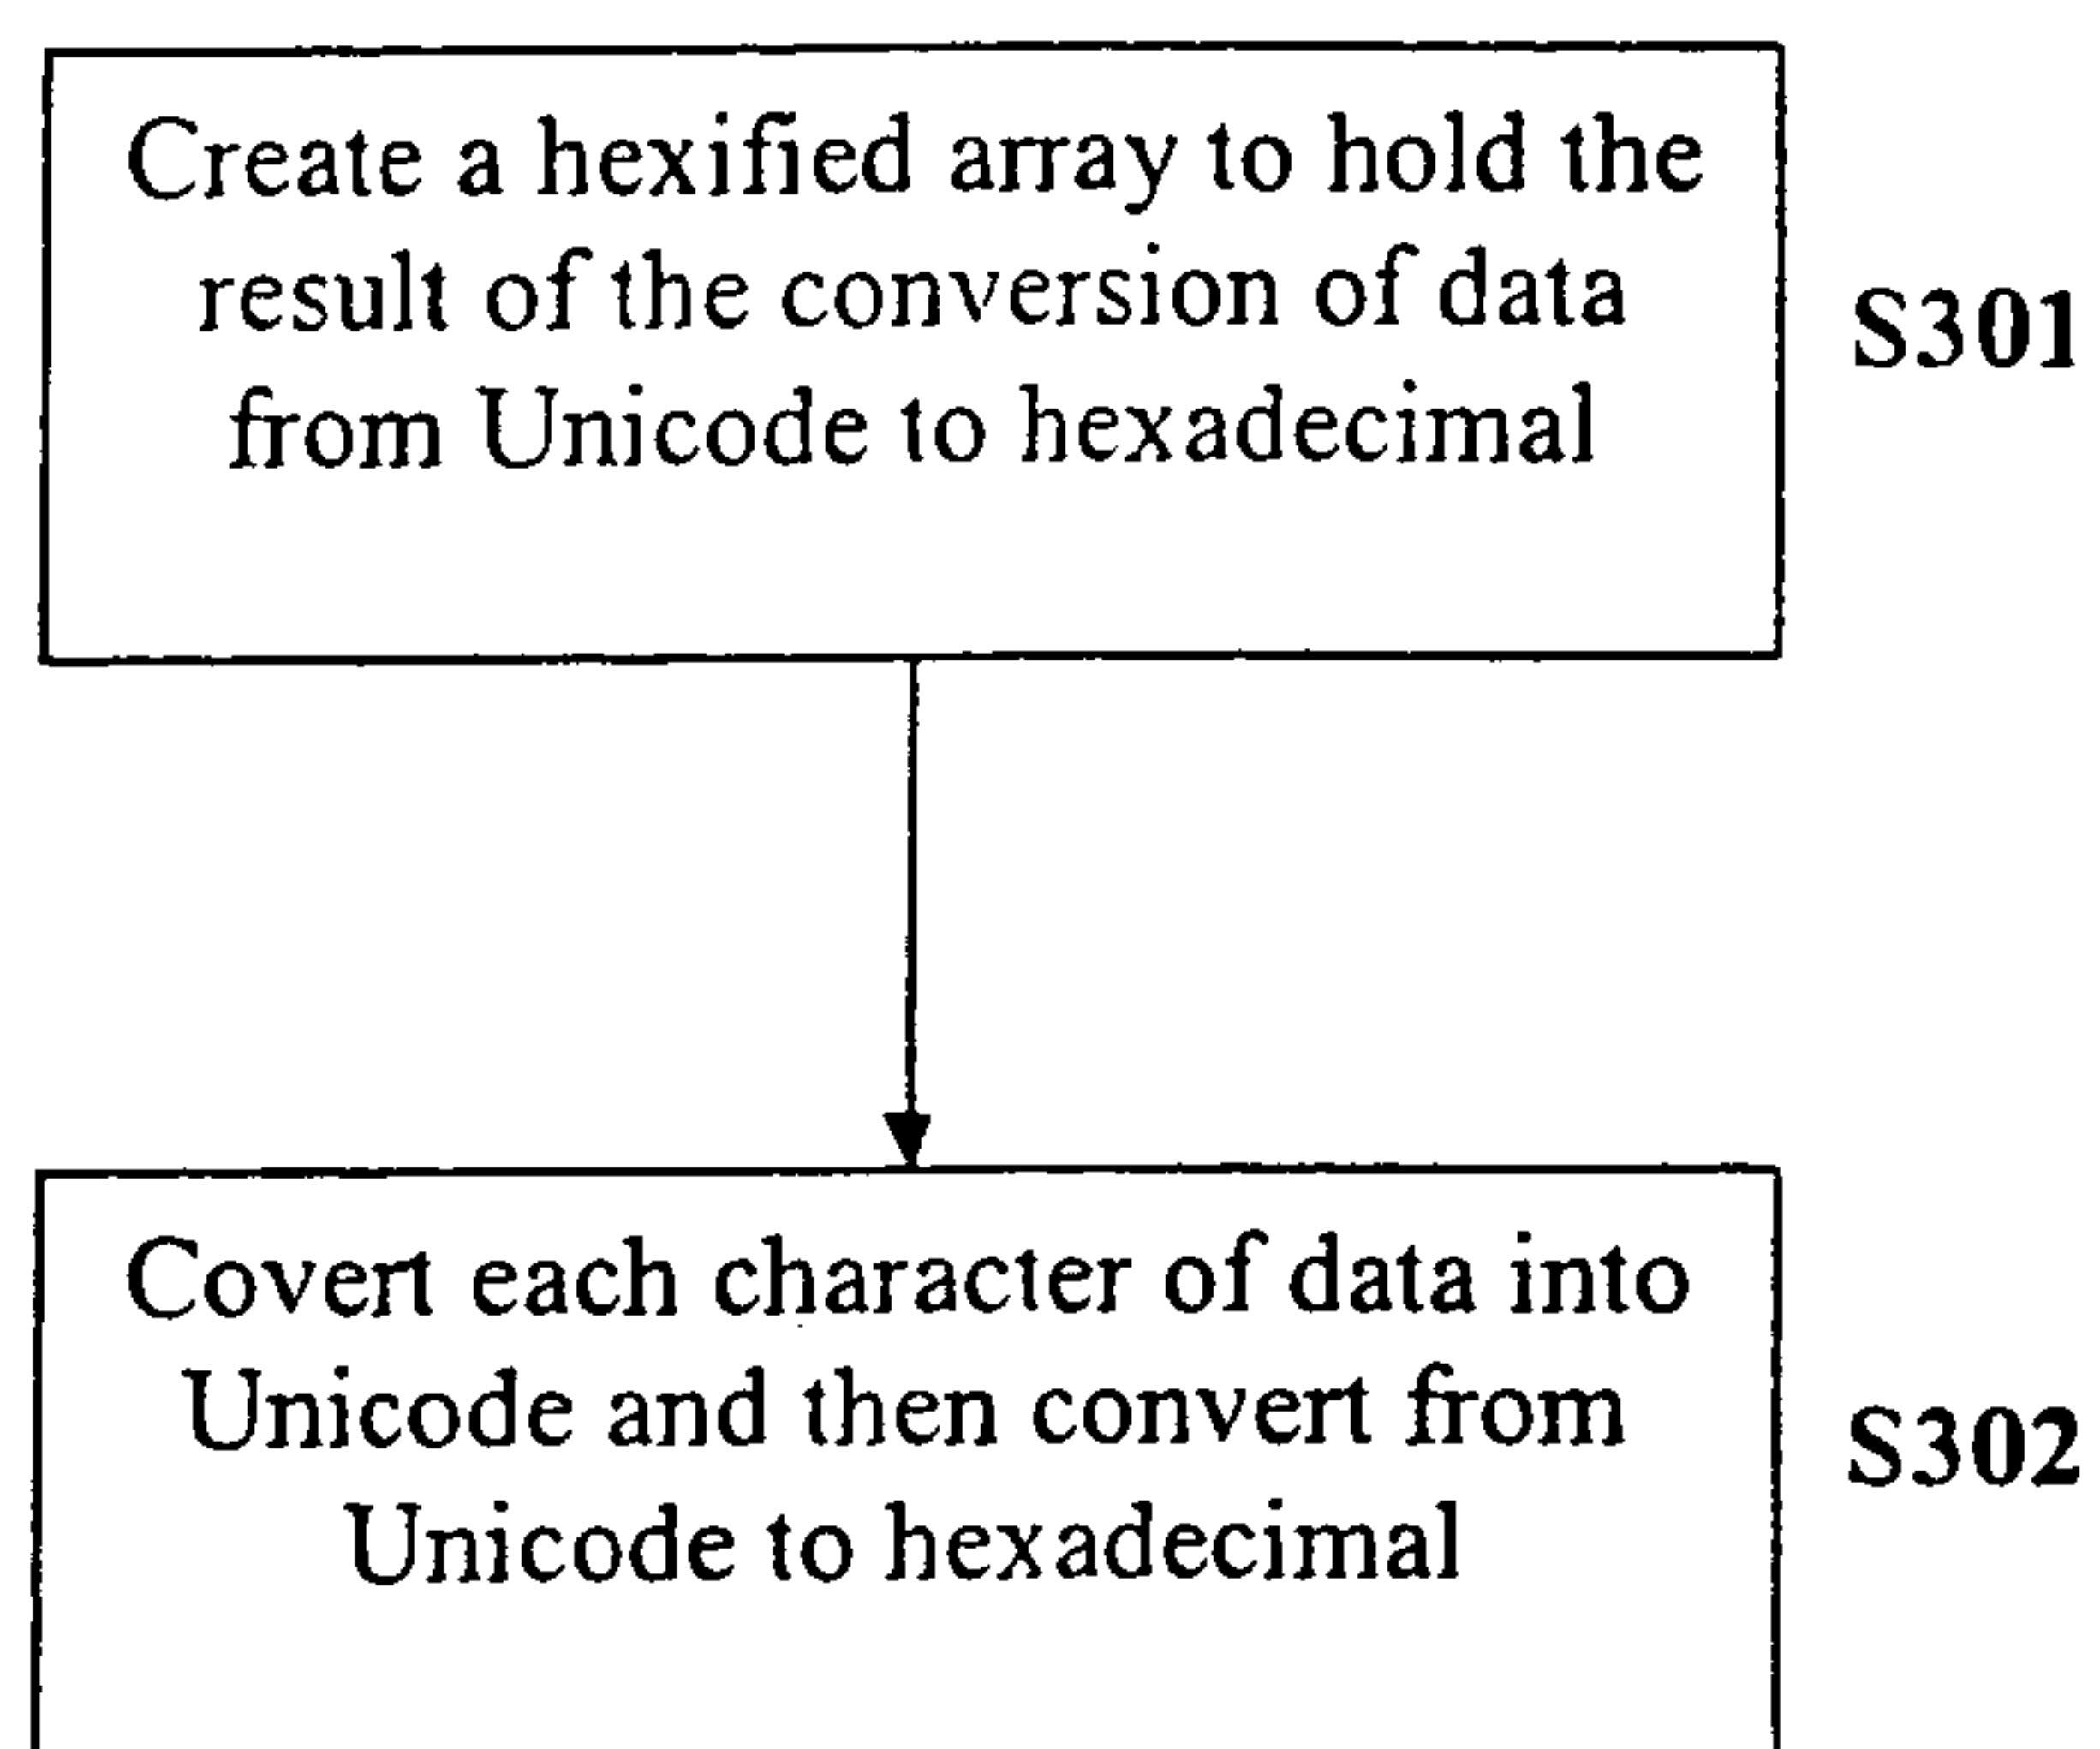 Create a hexified array to hold the
result of the conversion of data
from Unicode to hexadecimal
S301
Covert each character of data into
Unicode and then convert from
Unicode to hexadecimal
S302